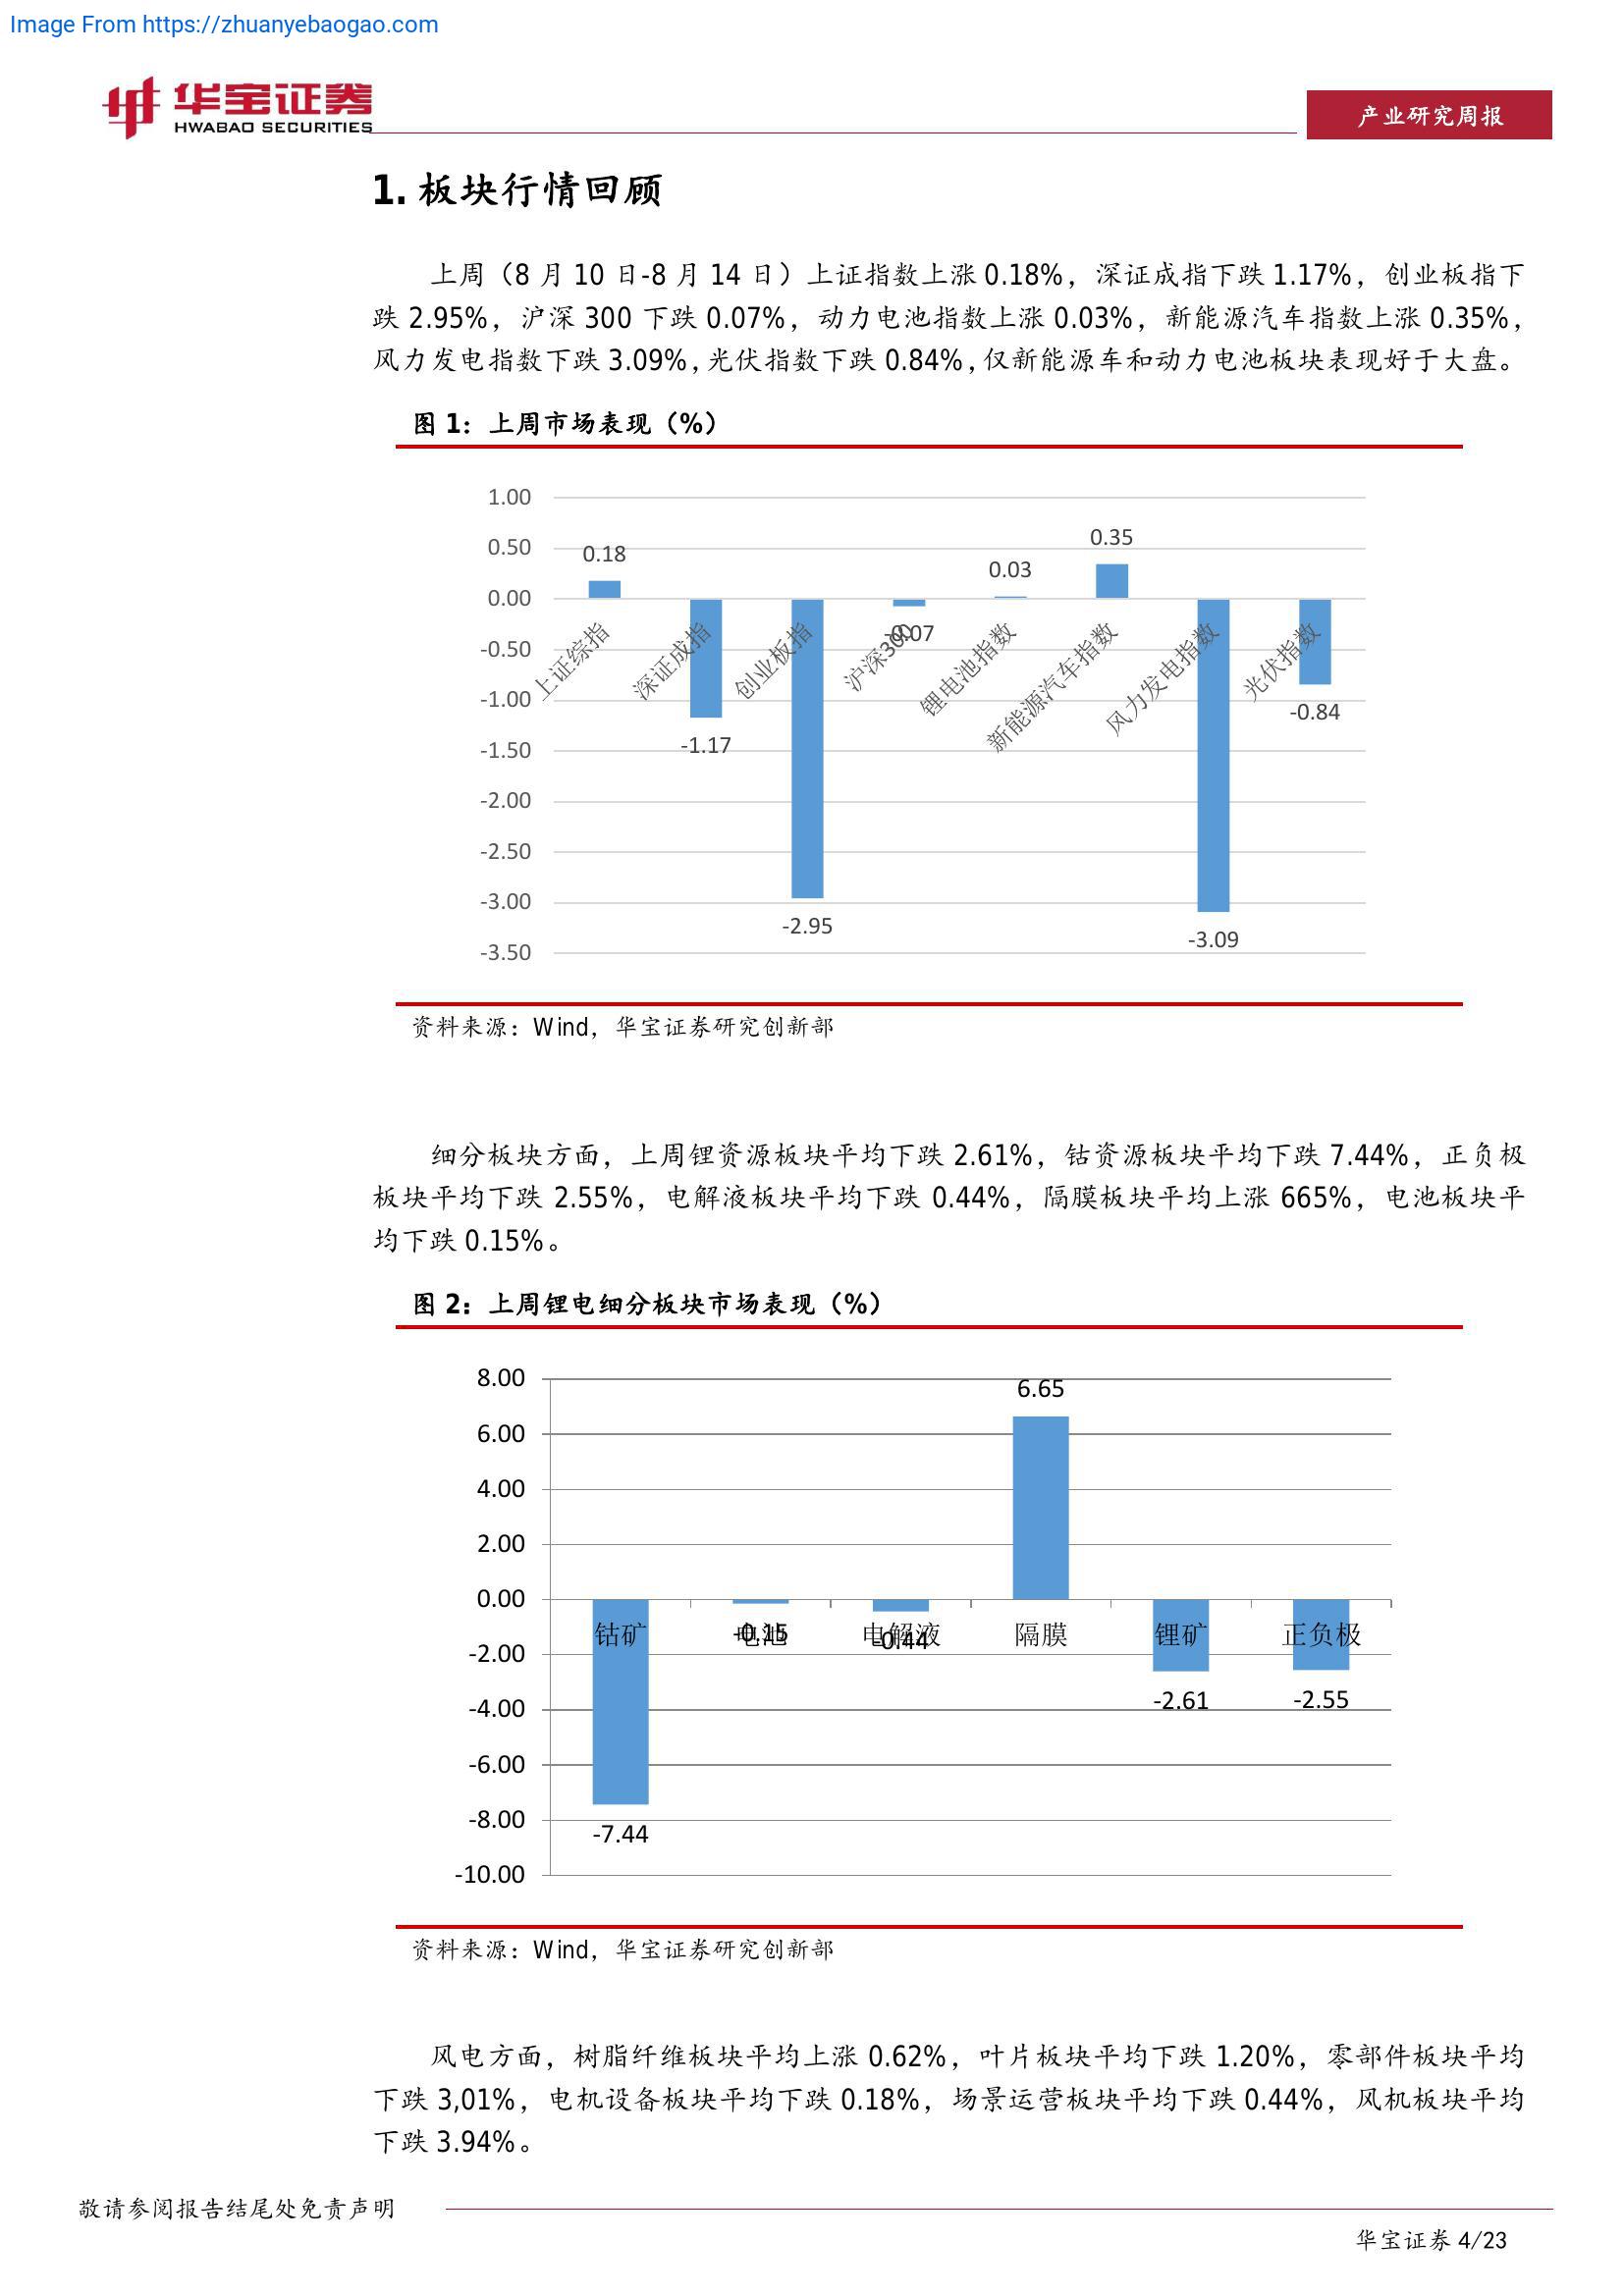 Image From https://zhuanyebaogao.com
华宝证券
HWABAO SECURITIES
产业研究周报
1. 板块行情回顾
上周（8 月 10 日-8 月 14 日）上证指数上涨 0.18%，深证成指下跌 1.17%，创业板指下
跌 2.95%，沪深 300 下跌 0.07%，动力电池指数上涨 0.03%，新能源汽车指数上涨 0.35%，
风力发电指数下跌 3.09%，光伏指数下跌 0.84%，仅新能源车和动力电池板块表现好于大盘。
图 1：上周市场表现（%）
1.00
0.50
0.00
-0.50
-1.00
-1.50
-2.00
-2.50
-3.00
-3.50
0.18
-1.17
-2.95
-0.07
0.03
0.35
-3.09
-0.84
上证综指
深证成指
创业板指
沪深300
锂电池指数
新能源汽车指数
风力发电指数
光伏指数
资料来源：Wind，华宝证券研究创新部
细分板块方面，上周锂资源板块平均下跌 2.61%，钴资源板块平均下跌 7.44%，正负极
板块平均下跌 2.55%，电解液板块平均下跌 0.44%，隔膜板块平均上涨 665%，电池板块平
均下跌 0.15%。
图 2：上周锂电细分板块市场表现（%）
8.00
6.00
4.00
2.00
0.00
-2.00
-4.00
-6.00
-8.00
-10.00
-7.44
-0.15
-0.44
6.65
-2.61
-2.55
钴矿
电池
电解液
隔膜
锂矿
正负极
资料来源：Wind，华宝证券研究创新部
风电方面，树脂纤维板块平均上涨 0.62%，叶片板块平均下跌 1.20%，零部件板块平均
下跌 3,01%，电机设备板块平均下跌 0.18%，场景运营板块平均下跌 0.44%，风机板块平均
下跌 3.94%。
敬请参阅报告结尾处免责声明
华宝证券 4/23